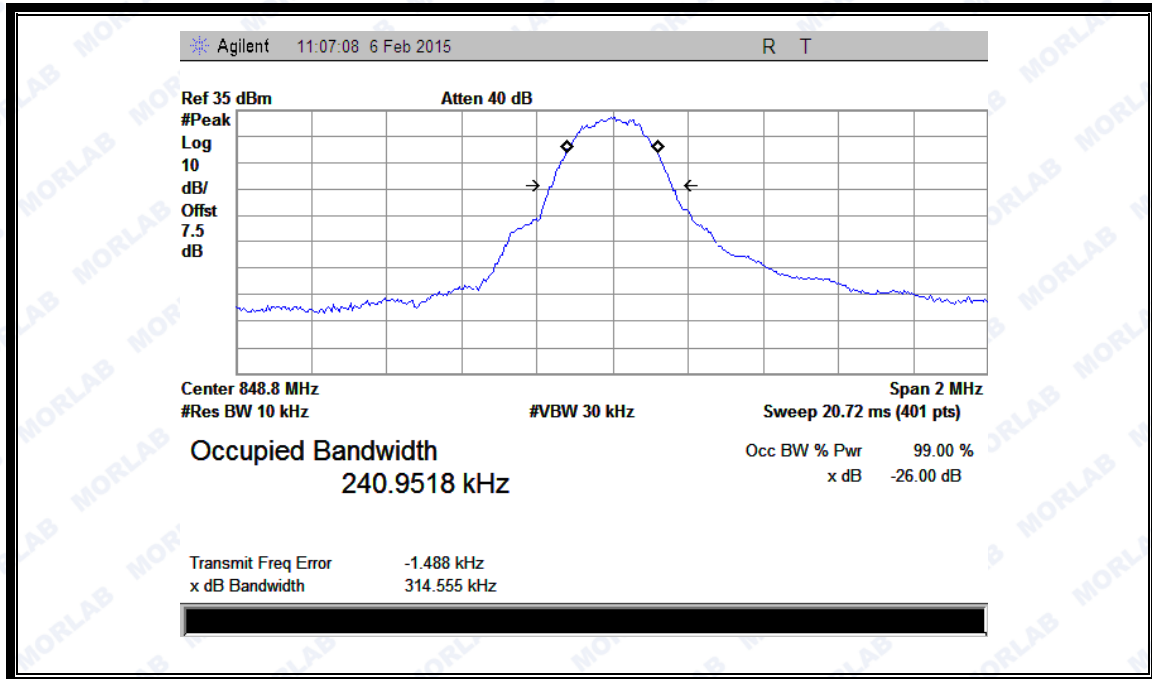 Agilent 11:07:08 6 Feb 2015 R T
Ref 35 dBm Atten 40 dB
#Peak
Log
10
dB/
Offst
7.5
dB
Center 848.8 MHz Span 2 MHz
#Res BW 10 kHz #VBW 30 kHz Sweep 20.72 ms (401 pts)
Occupied Bandwidth
240.9518 kHz
Occ BW % Pwr 99.00 %
x dB -26.00 dB
Transmit Freq Error -1.488 kHz
x dB Bandwidth 314.555 kHz
MORLAB